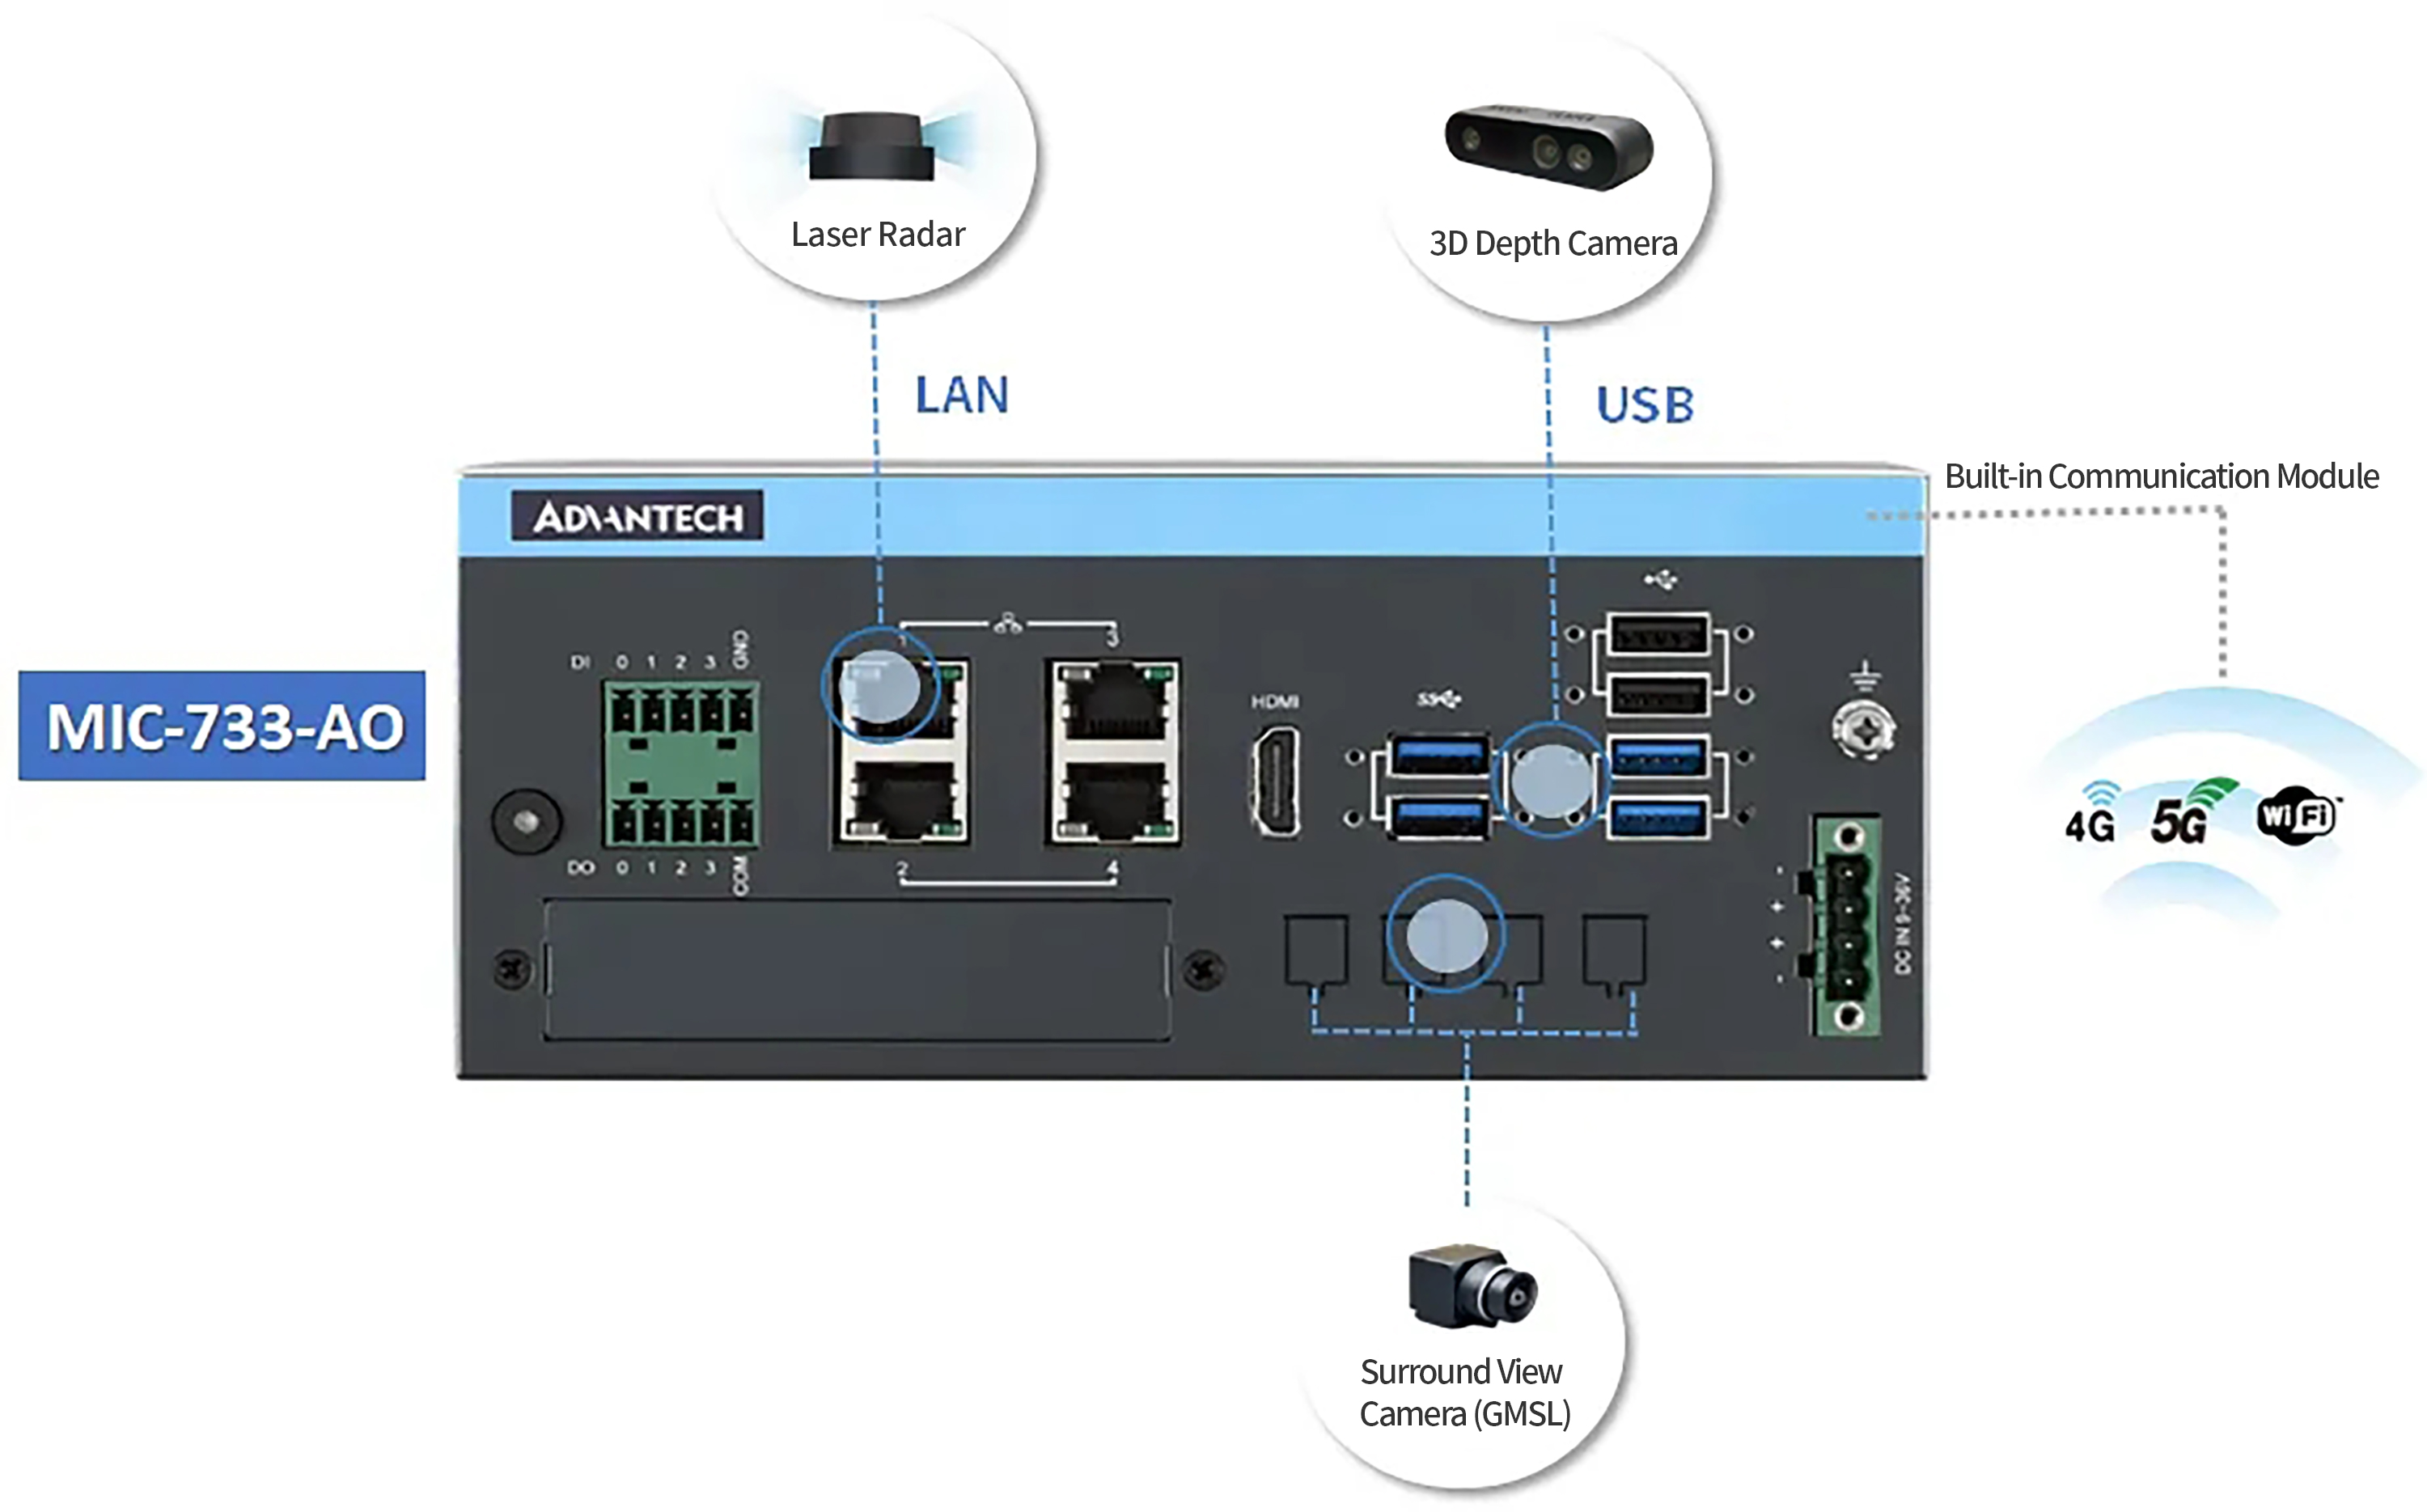 Laser Radar
3D Depth Camera
LAN
USB
Built-in Communication Module
ADVANTECH
MIC-733-AO
DI 0 1 2 3 GND
1 3
HDMI
SS
DO 0 1 2 3 COM
2 4
4G 5G WiFi
- + + -
DC IN 9-36V
Surround View
Camera (GMSL)